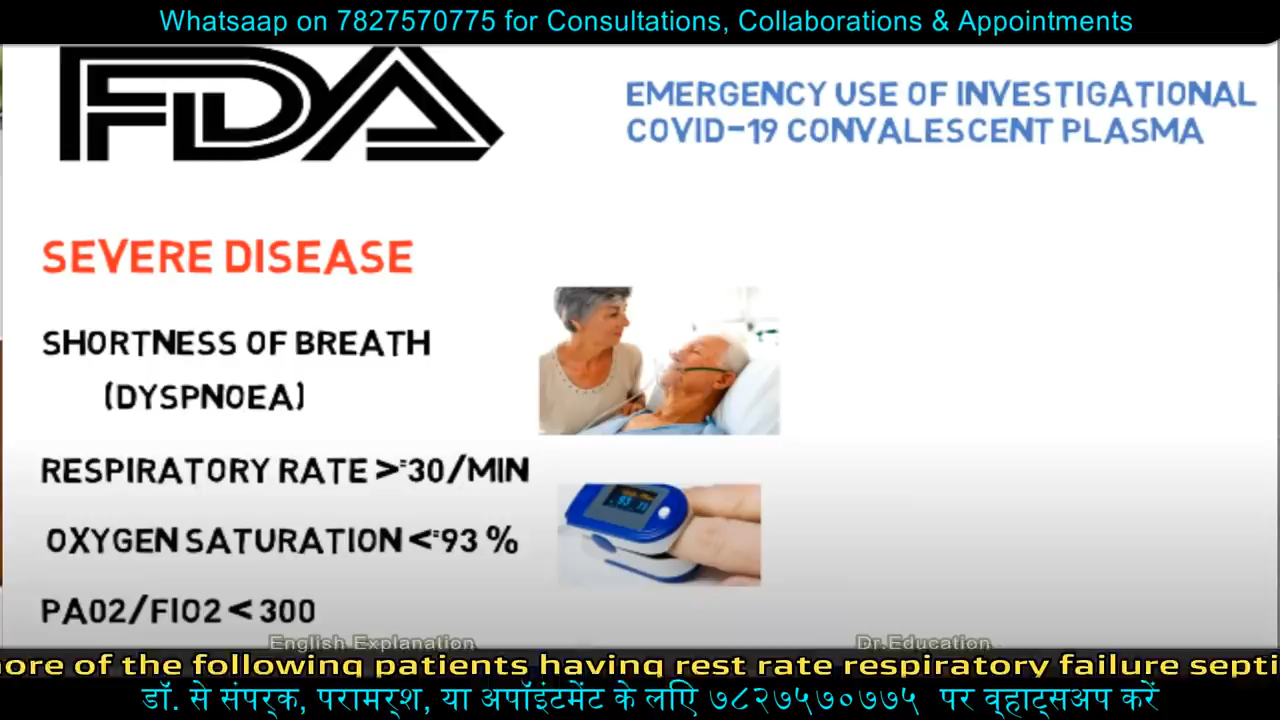 Whatsaap on 7827570775 for Consultations, Collaborations & Appointments
FDA
EMERGENCY USE OF INVESTIGATIONAL
COVID-19 CONVALESCENT PLASMA
SEVERE DISEASE
SHORTNESS OF BREATH
(DYSPNOEA)
RESPIRATORY RATE >=30/MIN
OXYGEN SATURATION <=93 %
PA02/FI02 < 300
English Explanation
Dr.Education
more of the following patients having rest rate respiratory failure septi
डॉ. से संपर्क, परामर्श, या अपॉइंटमेंट के लिए ७८२७५७०७७५ पर व्हाट्सअप करें